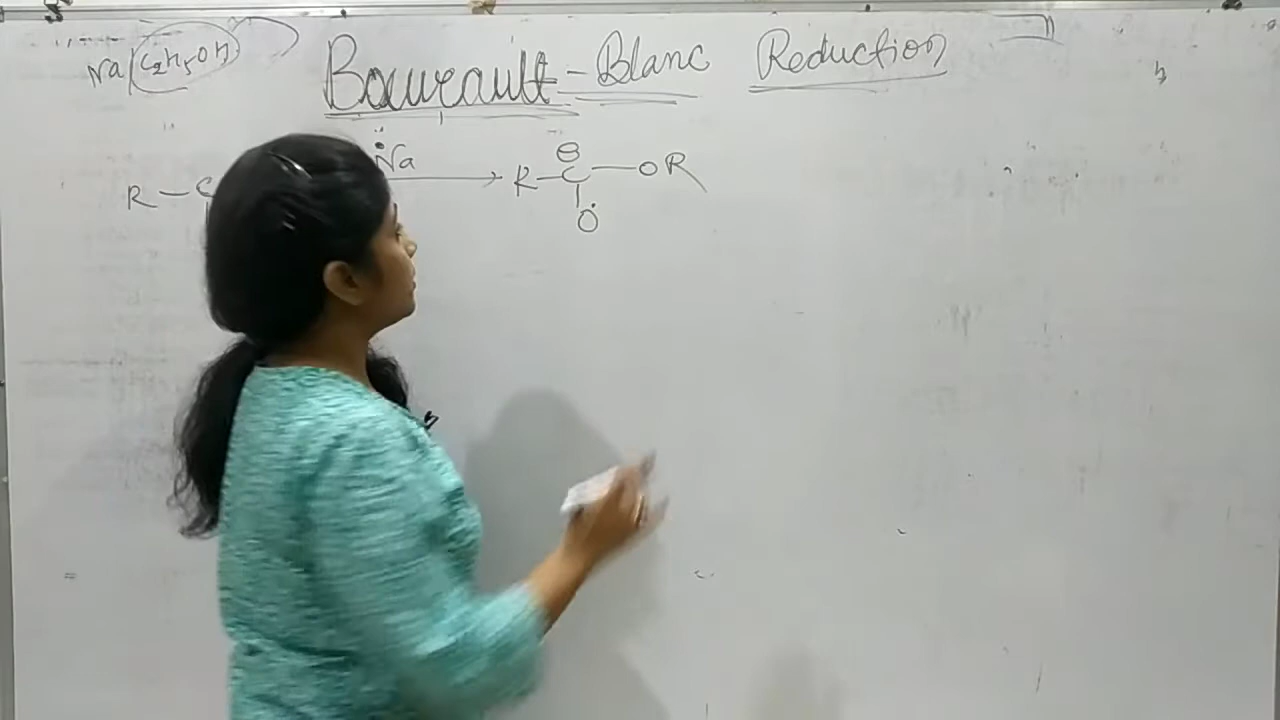 Na/C₂H₅OH
Bouveault-Blanc Reduction
R-C Na → R-C-OR
⊖
O